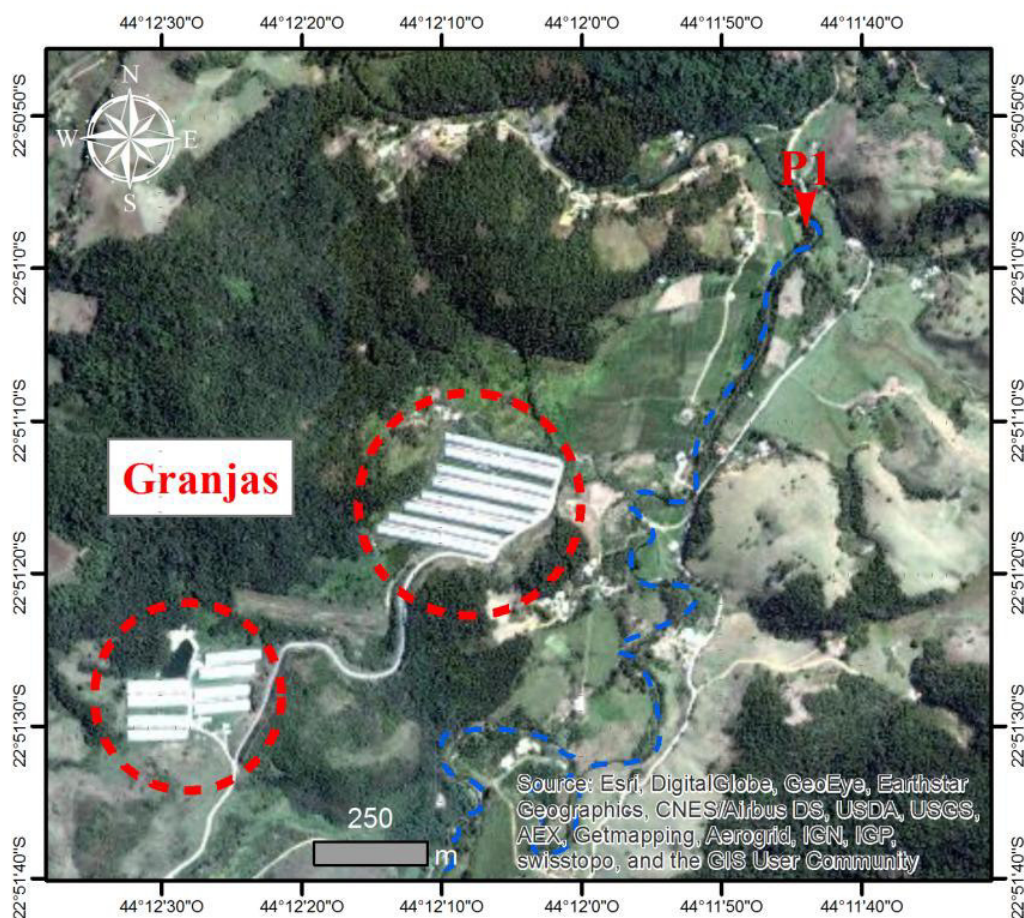 44°12'30"O 44°12'20"O 44°12'10"O 44°12'0"O 44°11'50"O 44°11'40"O
N
W E
S
22°50'50"S 22°50'50"S
P1
22°51'0"S 22°51'0"S
22°51'10"S 22°51'10"S
Granjas
22°51'20"S 22°51'20"S
22°51'30"S 22°51'30"S
250
m
Source: Esri, DigitalGlobe, GeoEye, Earthstar
Geographics, CNES/Airbus DS, USDA, USGS,
AEX, Getmapping, Aerogrid, IGN, IGP,
swisstopo, and the GIS User Community
22°51'40"S 22°51'40"S
44°12'30"O 44°12'20"O 44°12'10"O 44°12'0"O 44°11'50"O 44°11'40"O